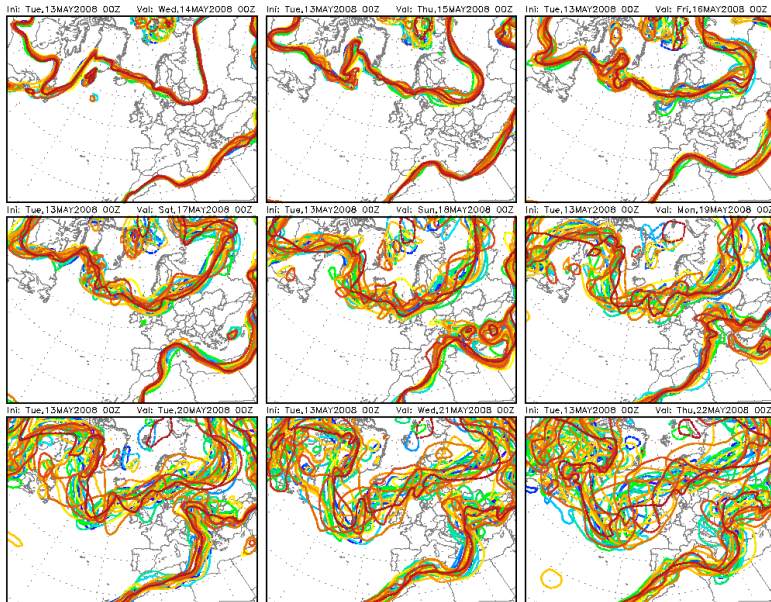 Ini: Tue,13MAY2008 00Z Val: Wed,14MAY2008 00Z
Ini: Tue,13MAY2008 00Z Val: Thu,15MAY2008 00Z
Ini: Tue,13MAY2008 00Z Val: Fri,16MAY2008 00Z
Ini: Tue,13MAY2008 00Z Val: Sat,17MAY2008 00Z
Ini: Tue,13MAY2008 00Z Val: Sun,18MAY2008 00Z
Ini: Tue,13MAY2008 00Z Val: Mon,19MAY2008 00Z
Ini: Tue,13MAY2008 00Z Val: Tue,20MAY2008 00Z
Ini: Tue,13MAY2008 00Z Val: Wed,21MAY2008 00Z
Ini: Tue,13MAY2008 00Z Val: Thu,22MAY2008 00Z